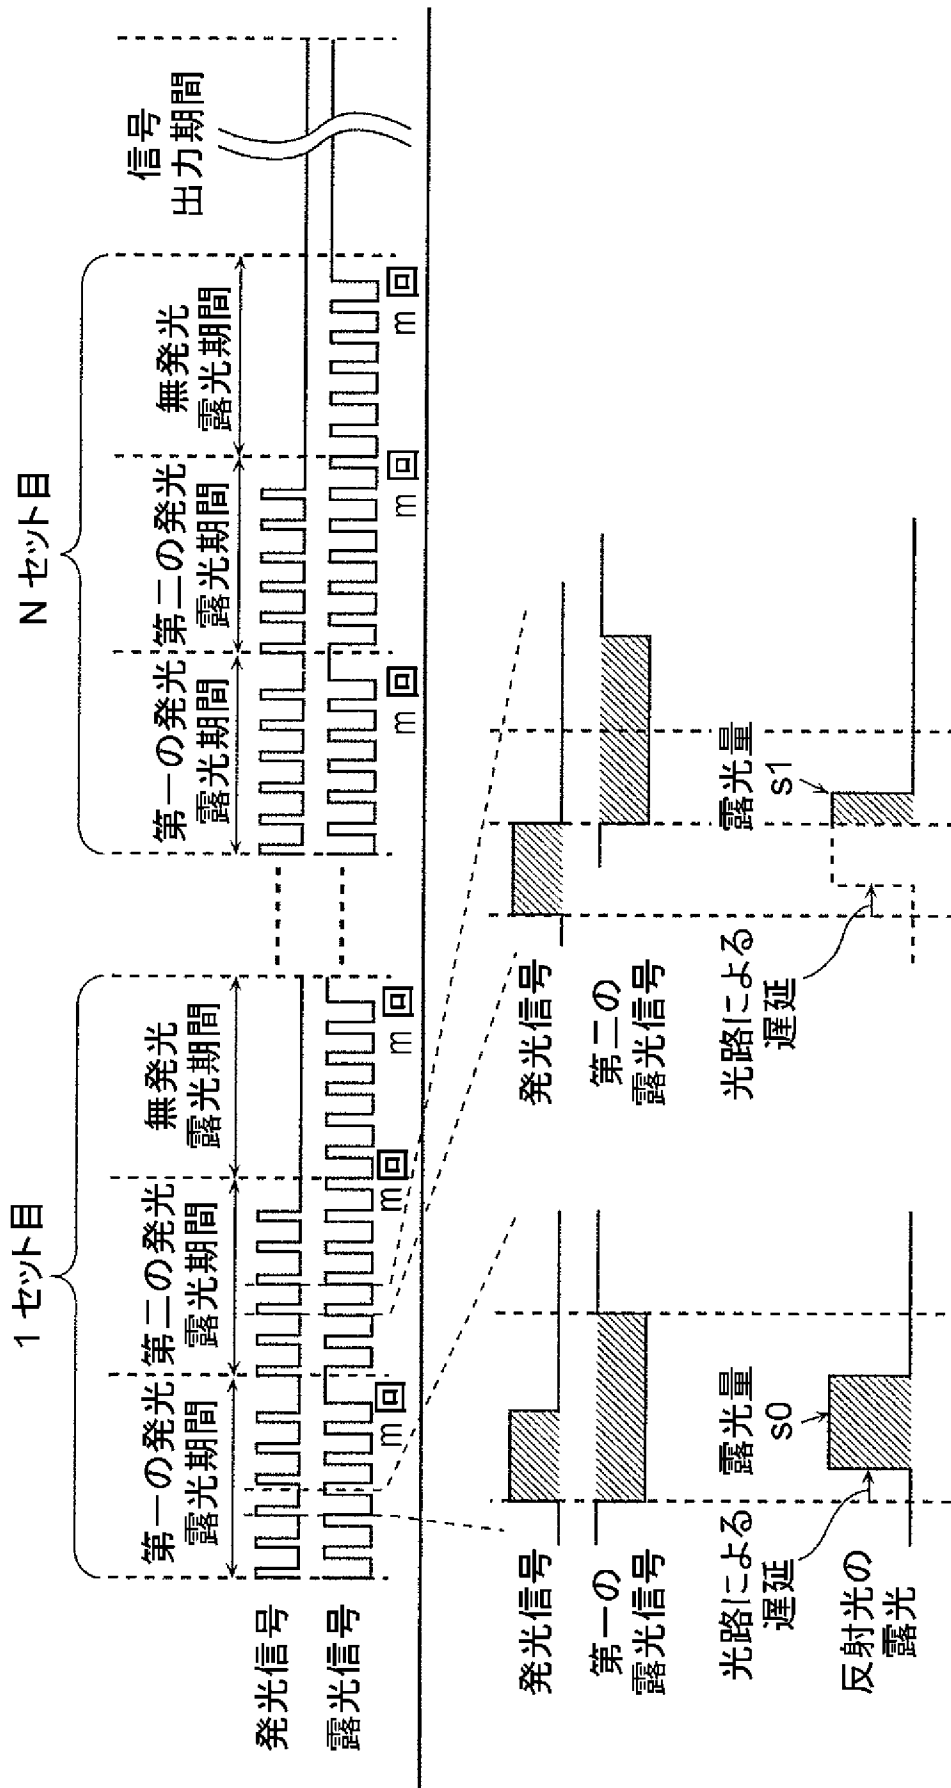 1 セット目
N セット目
第一の発光
露光期間
第二の発光
露光期間
無発光
露光期間
第一の発光
露光期間
第二の発光
露光期間
無発光
露光期間
信号
出力期間
発光信号
露光信号
m回
m回
m回
m回
m回
m回
発光信号
第一の
露光信号
光路による
遅延
露光量
s0
反射光の
露光
発光信号
第二の
露光信号
光路による
遅延
露光量
s1